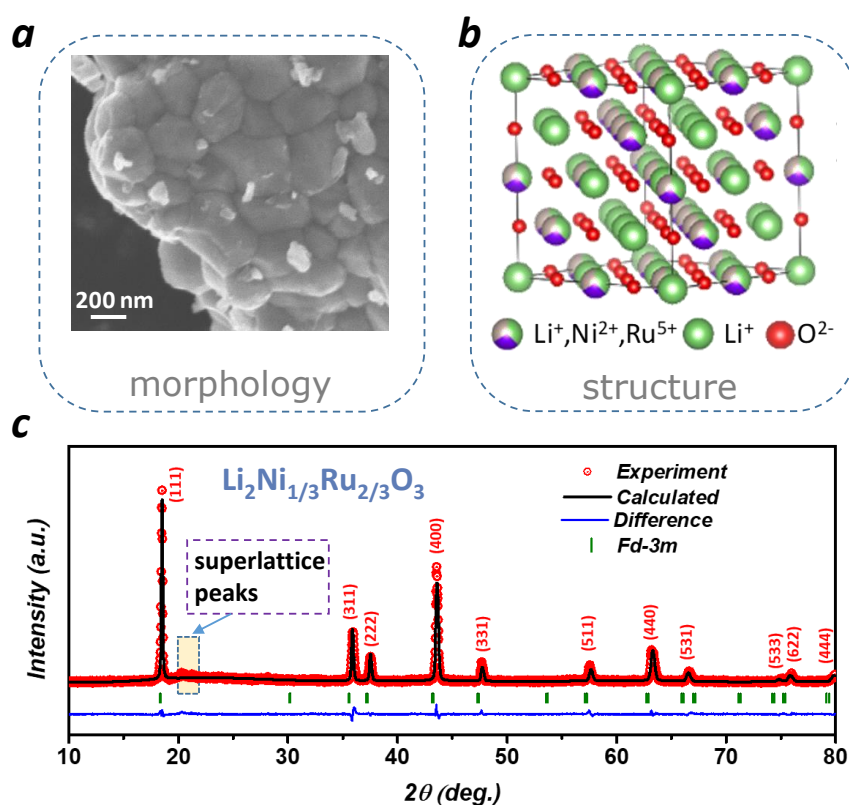 a
200 nm
morphology
b
Li⁺,Ni²⁺,Ru⁵⁺ Li⁺ O²⁻
structure
c
Li₂Ni₁/₃Ru₂/₃O₃
superlattice
peaks
Experiment
Calculated
Difference
Fd-3m
(111)
(311)
(222)
(400)
(331)
(511)
(440)
(531)
(533)
(622)
(444)
Intensity (a.u.)
10 20 30 40 50 60 70 80
2θ (deg.)